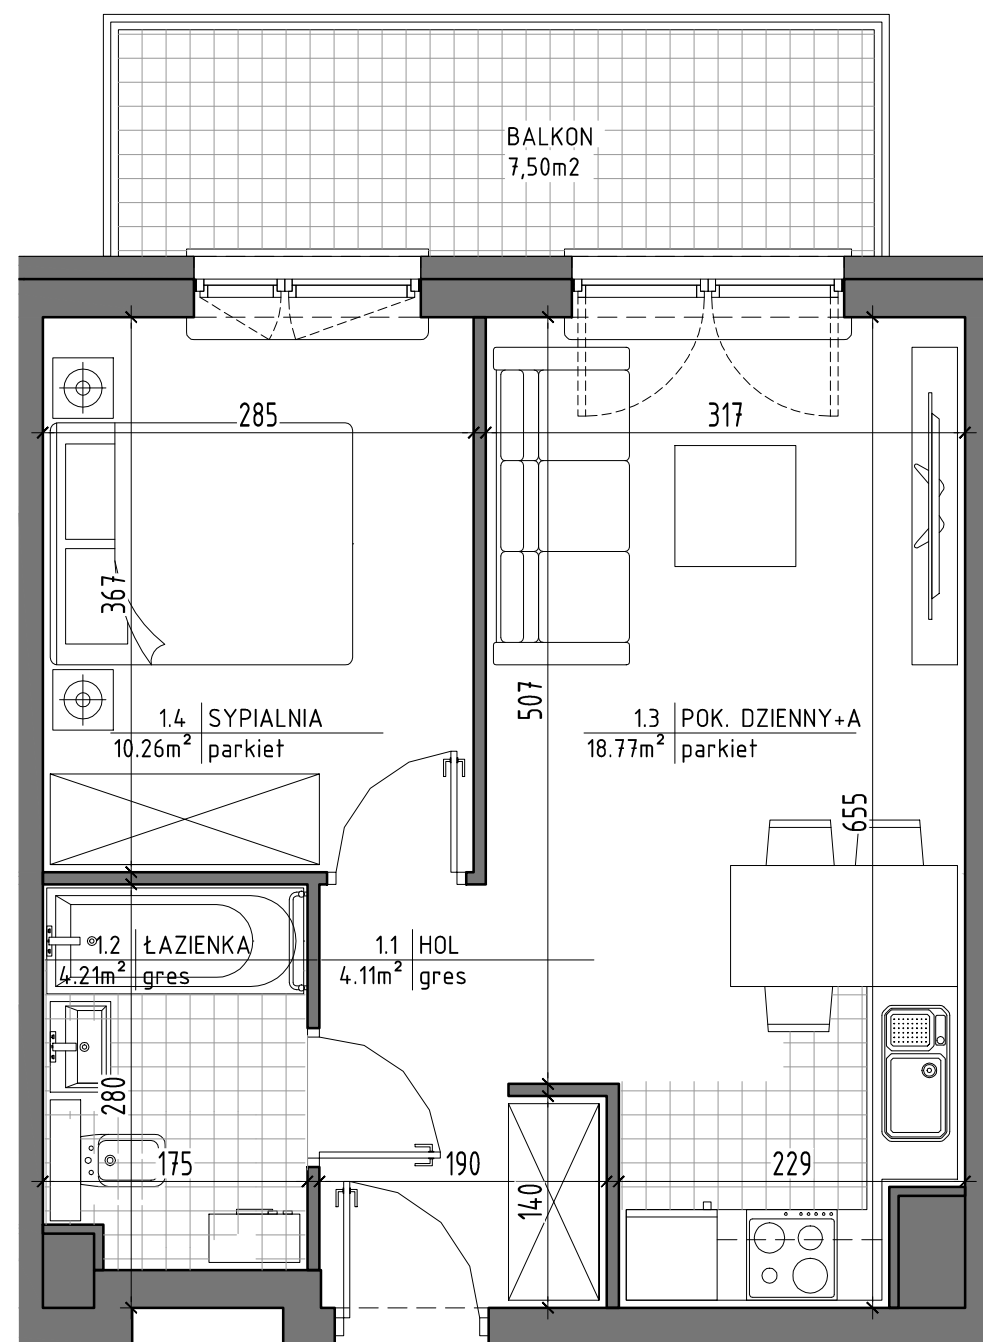 BALKON
7,50m2
285
317
367
507
1.4 SYPIALNIA
10.26m² parkiet
1.3 POK. DZIENNY+A
18.77m² parkiet
655
1.2 ŁAZIENKA
4.21m² gres
1.1 HOL
4.11m² gres
280
175
190
229
140